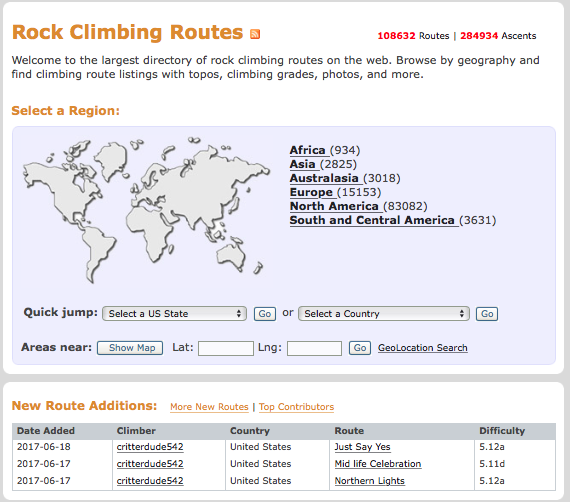 Rock Climbing Routes
108632 Routes | 284934 Ascents
Welcome to the largest directory of rock climbing routes on the web. Browse by geography and
find climbing route listings with topos, climbing grades, photos, and more.
Select a Region:
Africa (934)
Asia (2825)
Australasia (3018)
Europe (15153)
North America (83082)
South and Central America (3631)
Quick jump: Select a US State Go or Select a Country Go
Areas near: Show Map Lat: Lng: Go GeoLocation Search
New Route Additions: More New Routes | Top Contributors
Date Added Climber Country Route Difficulty
2017-06-18 critterdude542 United States Just Say Yes 5.12a
2017-06-17 critterdude542 United States Mid life Celebration 5.11d
2017-06-17 critterdude542 United States Northern Lights 5.12a